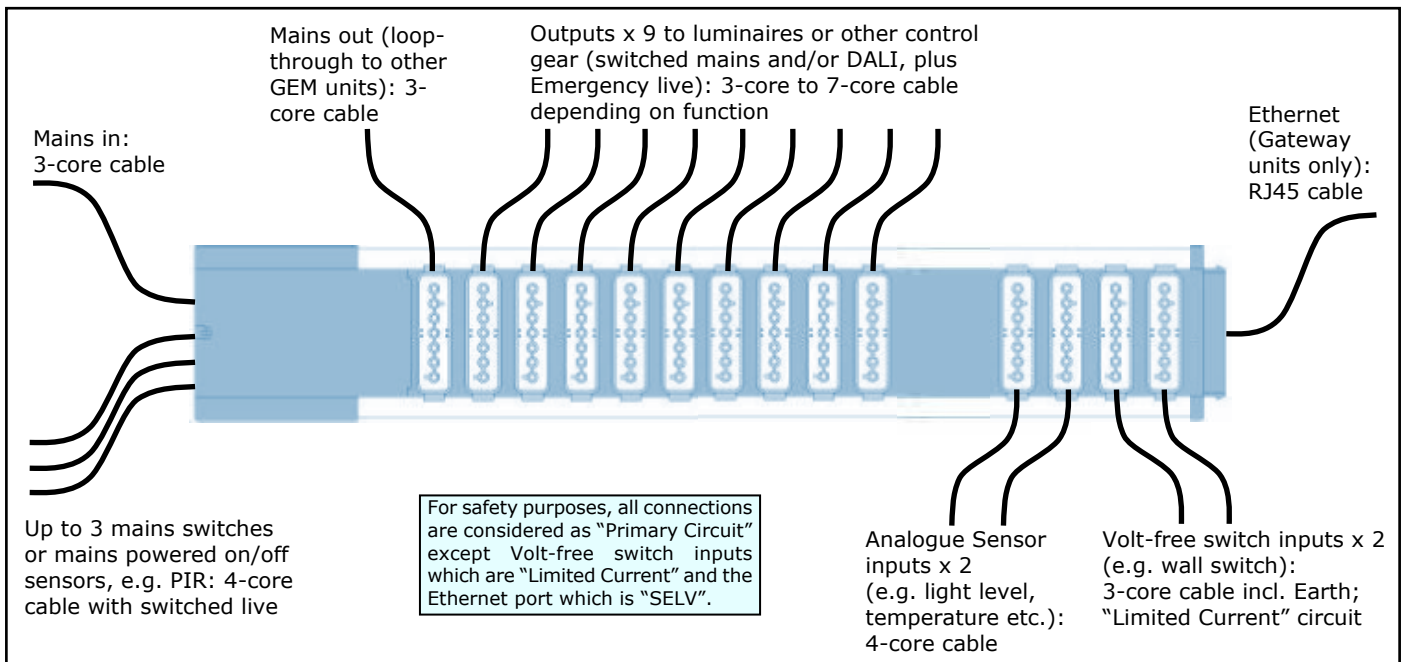 Mains out (loop-
through to other
GEM units): 3-
core cable
Outputs x 9 to luminaires or other control
gear (switched mains and/or DALI, plus
Emergency live): 3-core to 7-core cable
depending on function
Ethernet
(Gateway
units only):
RJ45 cable
Mains in:
3-core cable
Up to 3 mains switches
or mains powered on/off
sensors, e.g. PIR: 4-core
cable with switched live
For safety purposes, all connections
are considered as “Primary Circuit”
except Volt-free switch inputs
which are “Limited Current” and the
Ethernet port which is “SELV”.
Analogue Sensor
inputs x 2
(e.g. light level,
temperature etc.):
4-core cable
Volt-free switch inputs x 2
(e.g. wall switch):
3-core cable incl. Earth;
“Limited Current” circuit